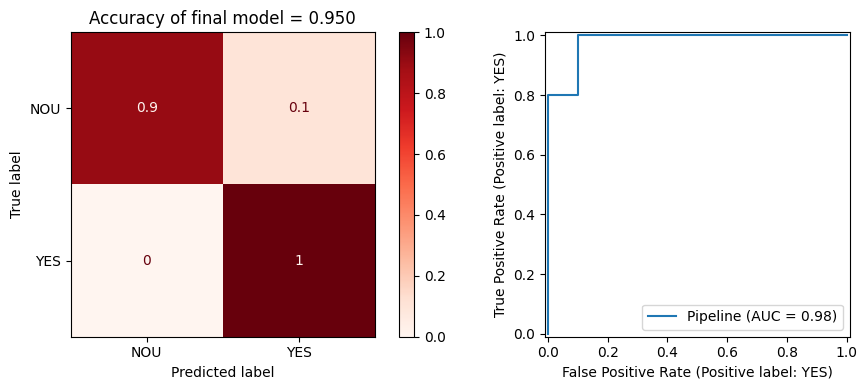 Accuracy of final model = 0.950
True label
NOU
YES
0.9
0.1
0
1
NOU
YES
Predicted label
1.0
0.8
0.6
0.4
0.2
0.0
True Positive Rate (Positive label: YES)
1.0
0.8
0.6
0.4
0.2
0.0
Pipeline (AUC = 0.98)
0.0
0.2
0.4
0.6
0.8
1.0
False Positive Rate (Positive label: YES)